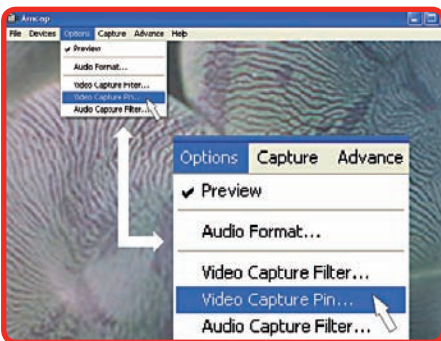 Amcap
File Devices Options Capture Advance Help
✔ Preview
Audio Format...
Video Capture Filter...
Video Capture Pin...
Audio Capture Filter...
Options Capture Advance
✔ Preview
Audio Format...
Video Capture Filter...
Video Capture Pin...
Audio Capture Filter...